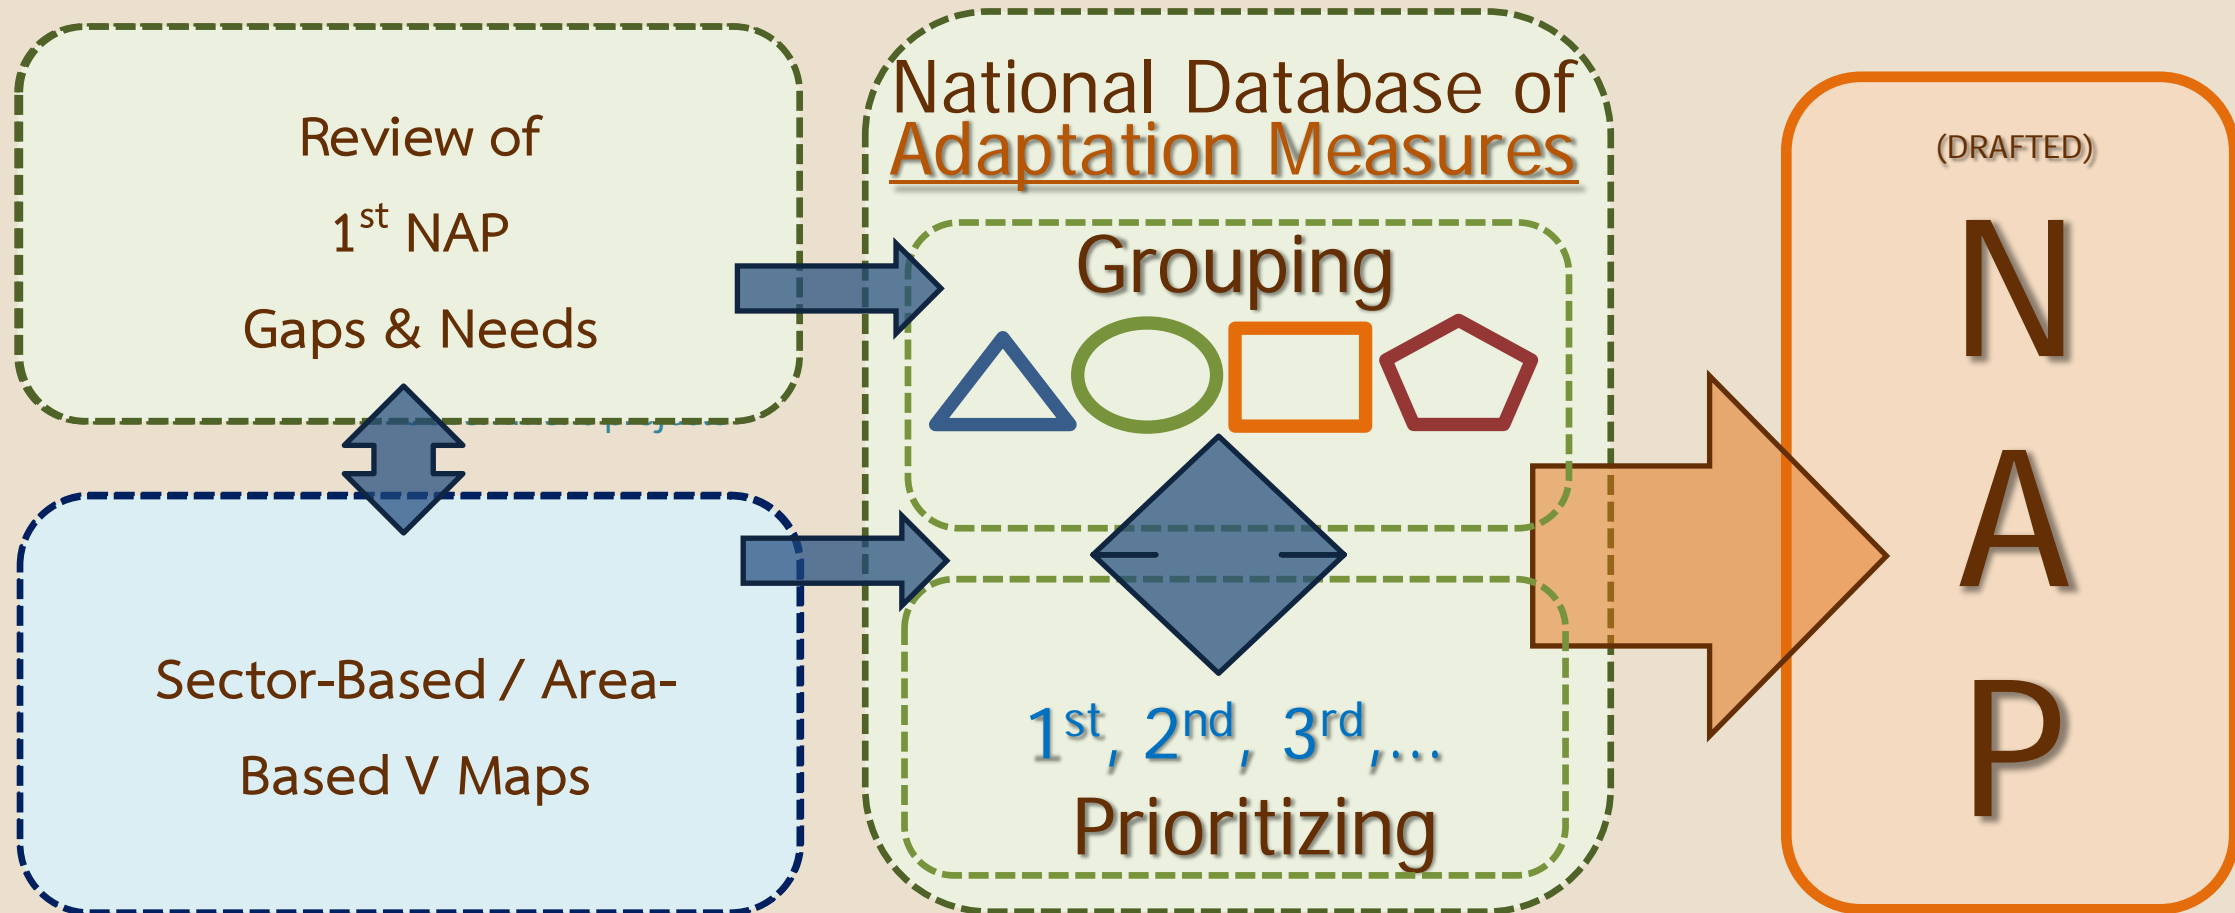 Review of
1st NAP
Gaps & Needs
Sector-Based / Area-
Based V Maps
National Database of
Adaptation Measures
Grouping
1st, 2nd, 3rd,...
Prioritizing
(DRAFTED)
N
A
P